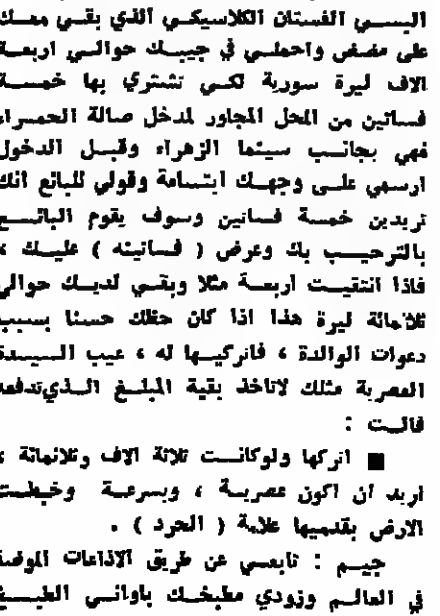 البسي الفستان الكلاسيكي الذي بقي معك
على مضض واحملي في جيبك حوالي اربعة
الاف ليرة سورية لكي تشتري بها خمسة
فساتين من المحل المجاور لمدخل صالة الحمراء
فهي بجانب سينما الزهراء وقبل الدخول
ارسمي على وجهك ابتسامة وقولي للبائع انك
تريدين خمسة فساتين وسوف يقوم البائع
بالترحيب بك وعرض ( فساتينه ) عليك ،
فاذا انتقيت اربعة مثلا وبقي لديك حوالي
ثلاثمائة ليرة هذا اذا كان حظك حسنا بسبب
دعوات الوالدة ، فاتركيها له ، عيب السيدة
العصرية مثلك لاتاخذ بقية المبلغ الذي تدفعه
قالت :
■ اتركها ولوكانت ثلاثة الاف وثلاثمائة ،
اريد ان اكون عصرية ، وبسرعة وخبطت
الارض بقدميها علامة ( الحرد ) .
جيم : تابعي عن طريق الاذاعات الموضة
في العالم وزودي مطبخك باواني الطبخ